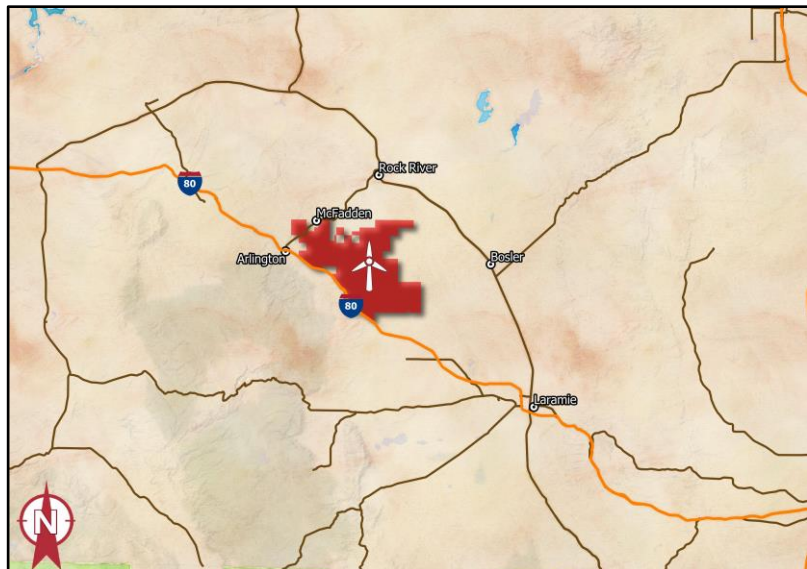 Rock River
80
McFadden
Arlington
Bosler
80
Laramie
N